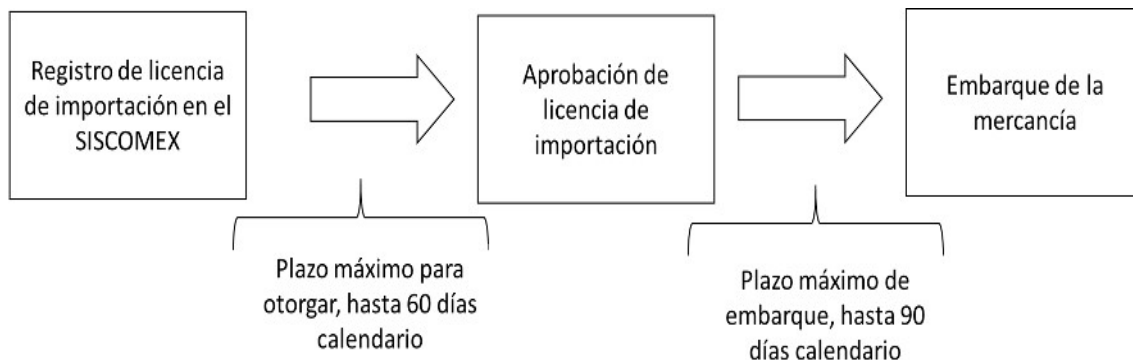 Registro de licencia
de importación en el
SISCOMEX
Aprobación de
licencia de
importación
Embarque de la
mercancía
Plazo máximo para
otorgar, hasta 60 días
calendario
Plazo máximo de
embarque, hasta 90
días calendario